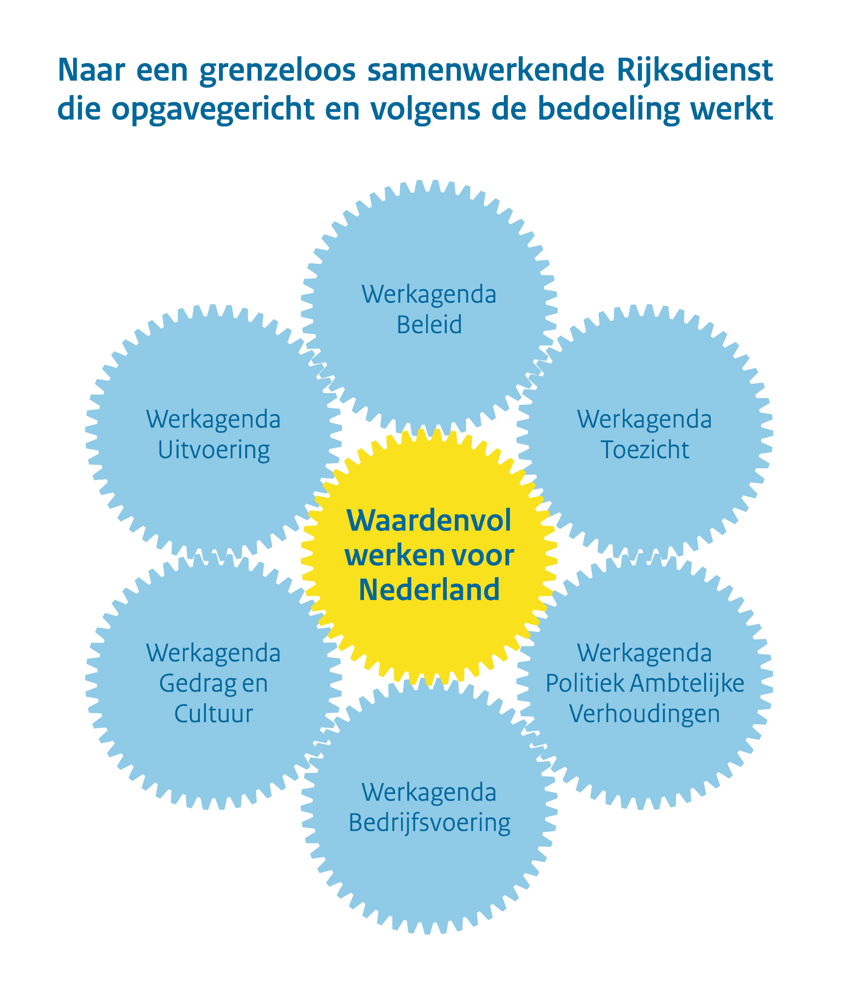 Naar een grenzeloos samenwerkende Rijksdienst
die opgavegericht en volgens de bedoeling werkt
Werkagenda
Beleid
Werkagenda
Uitvoering
Werkagenda
Toezicht
Waardenvol
werken voor
Nederland
Werkagenda
Gedrag en
Cultuur
Werkagenda
Politiek Ambtelijke
Verhoudingen
Werkagenda
Bedrijfsvoering